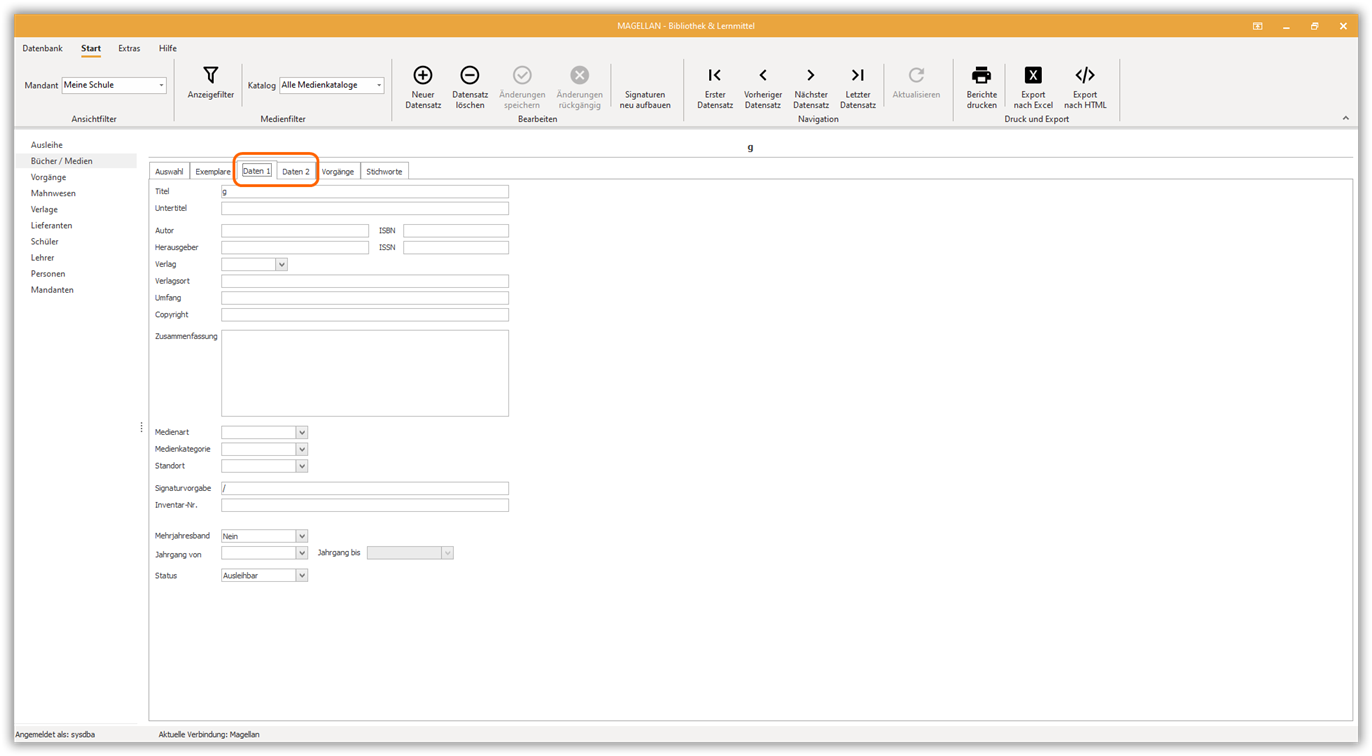 MAGELLAN - Bibliothek & Lernmittel
Datenbank Start Extras Hilfe
Mandant Meine Schule
Ansichtfilter
Anzeigefilter
Katalog Alle Medienkataloge
Medienfilter
Neuer Datensatz
Datensatz löschen
Änderungen speichern
Änderungen rückgängig
Signaturen neu aufbauen
Bearbeiten
Erster Datensatz
Vorheriger Datensatz
Nächster Datensatz
Letzter Datensatz
Aktualisieren
Navigation
Berichte drucken
Export nach Excel
Export nach HTML
Druck und Export
Ausleihe
Bücher / Medien
Vorgänge
Mahnwesen
Verlage
Lieferanten
Schüler
Lehrer
Personen
Mandanten
g
Auswahl Exemplare Daten 1 Daten 2 Vorgänge Stichworte
Titel g
Untertitel
Autor ISBN
Herausgeber ISSN
Verlag
Verlagsort
Umfang
Copyright
Zusammenfassung
Medienart
Medienkategorie
Standort
Signaturvorgabe /
Inventar-Nr.
Mehrjahresband Nein
Jahrgang von Jahrgang bis
Status Ausleihbar
Angemeldet als: sysdba Aktuelle Verbindung: Magellan